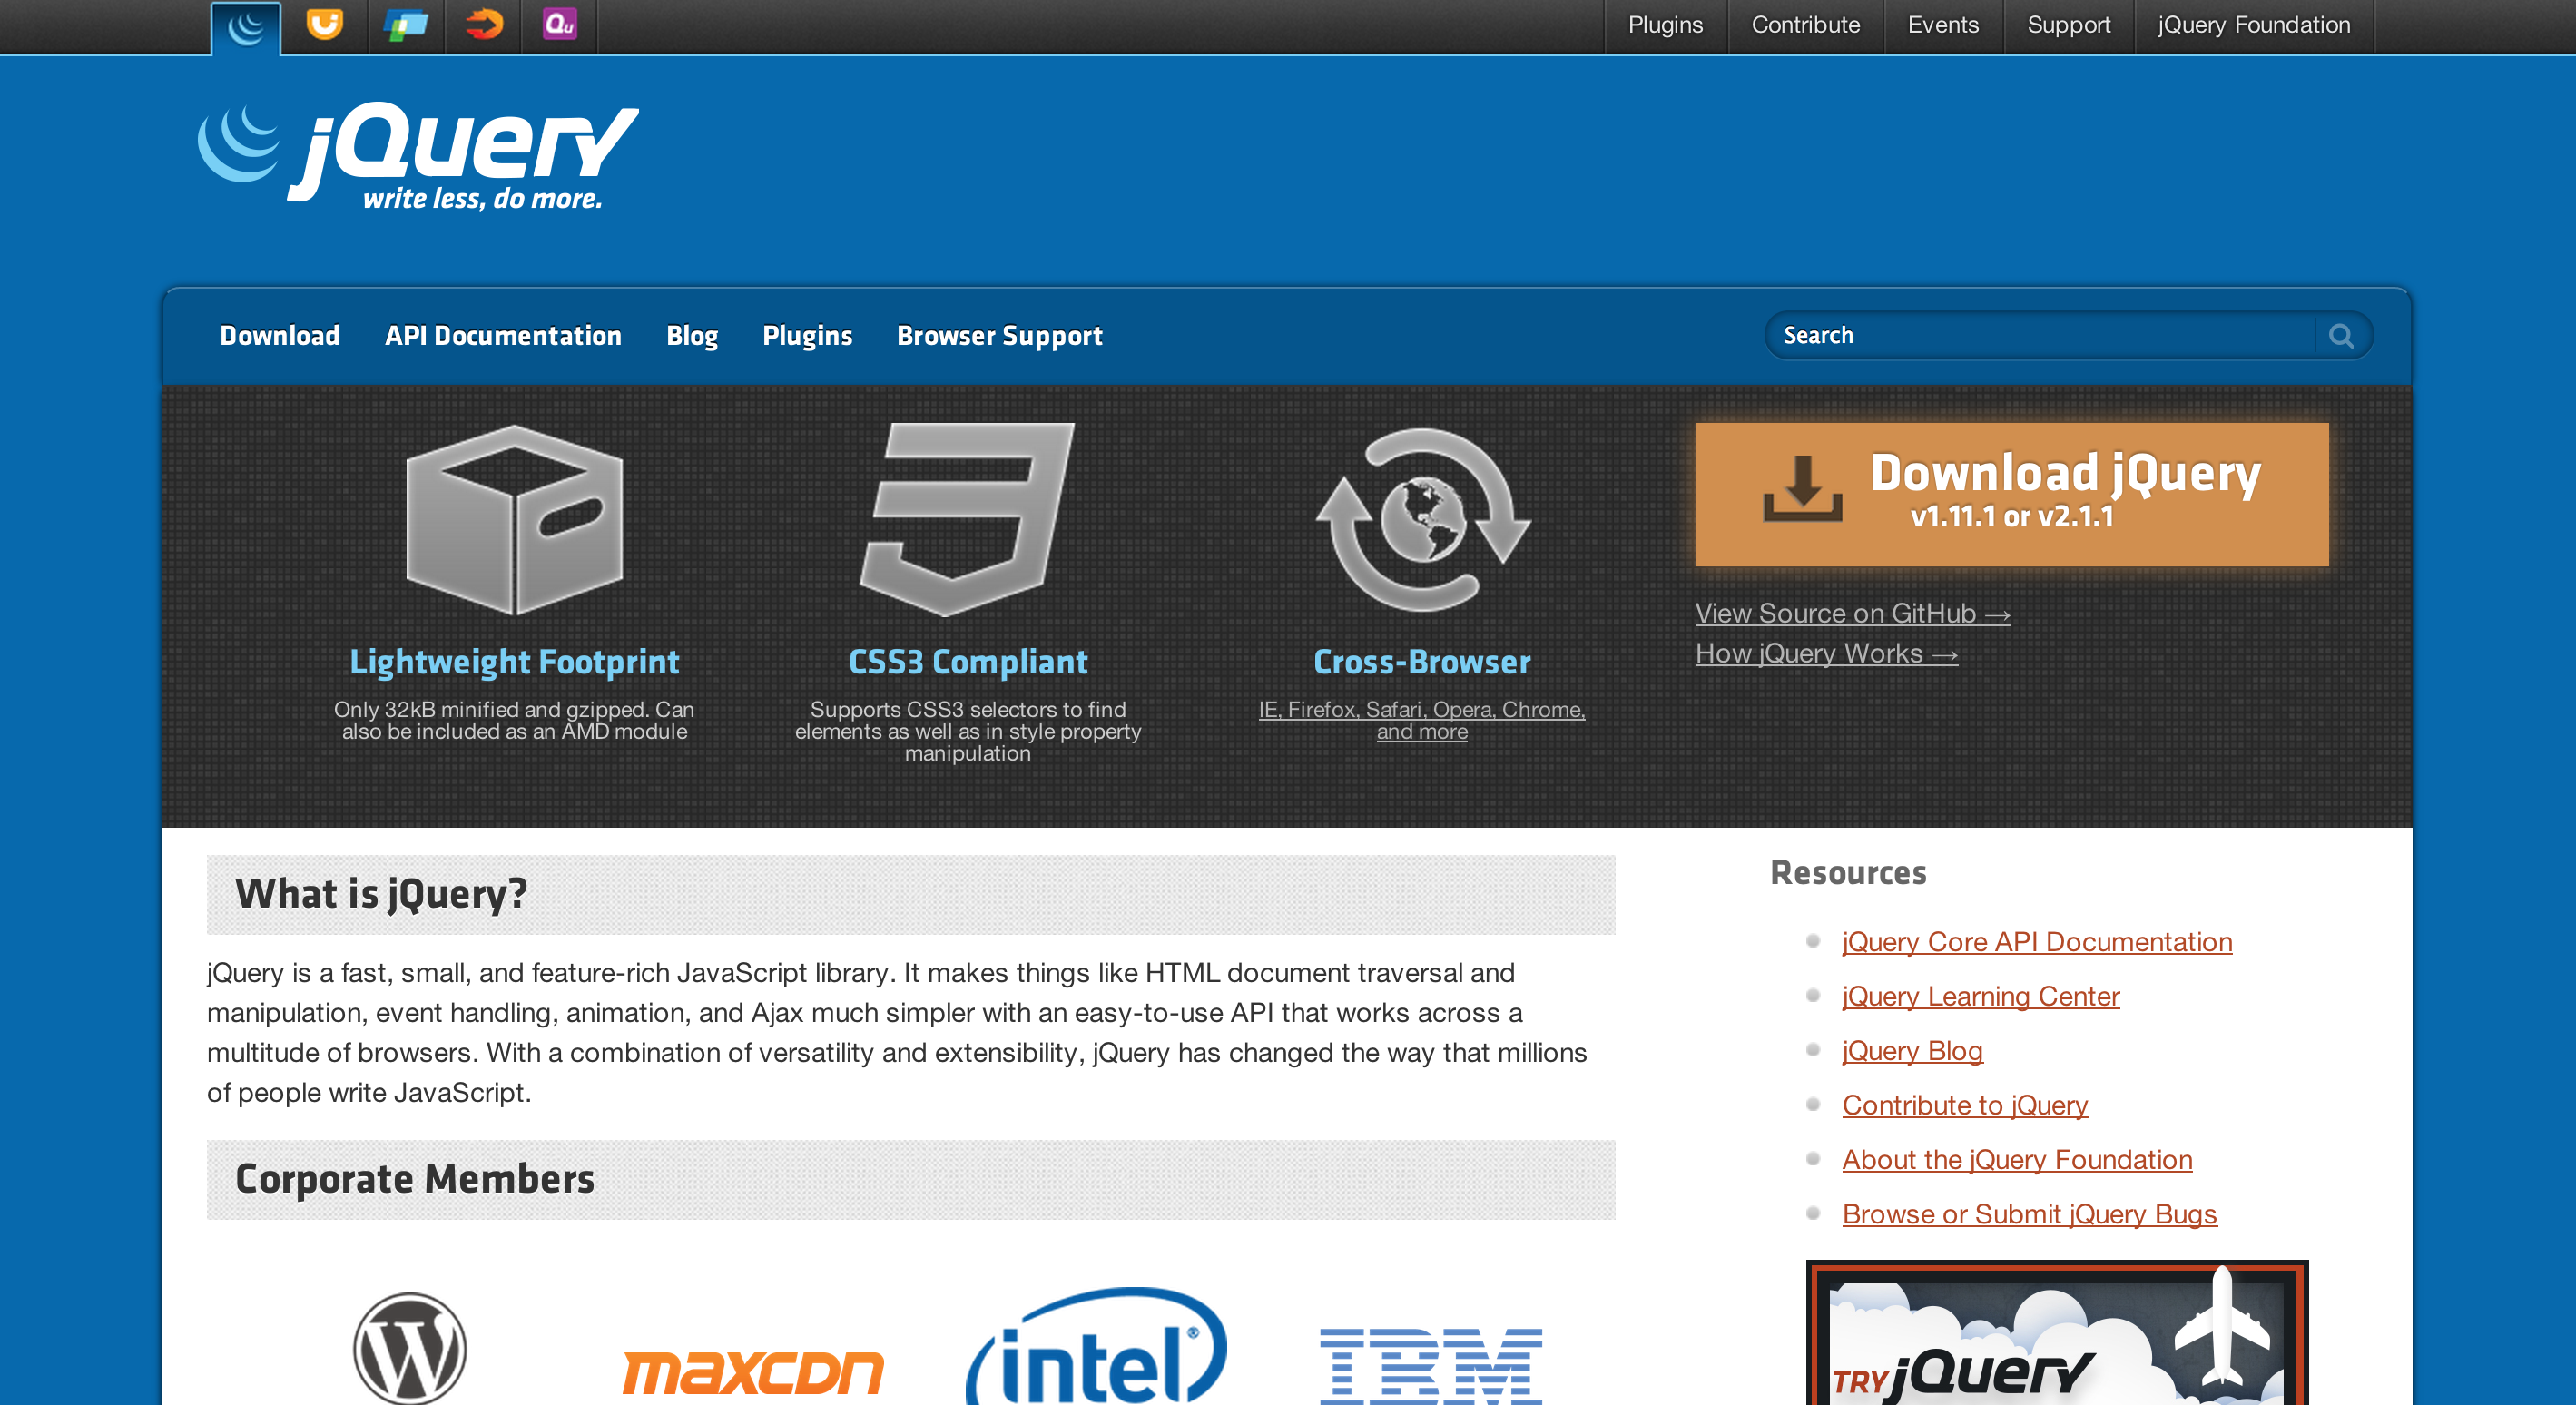 Qu
Plugins
Contribute
Events
Support
jQuery Foundation
jQuery
write less, do more.
Download
API Documentation
Blog
Plugins
Browser Support
Search
Lightweight Footprint
Only 32kB minified and gzipped. Can
also be included as an AMD module
CSS3 Compliant
Supports CSS3 selectors to find
elements as well as in style property
manipulation
Cross-Browser
IE, Firefox, Safari, Opera, Chrome,
and more
Download jQuery
v1.11.1 or v2.1.1
View Source on GitHub →
How jQuery Works →
What is jQuery?
jQuery is a fast, small, and feature-rich JavaScript library. It makes things like HTML document traversal and
manipulation, event handling, animation, and Ajax much simpler with an easy-to-use API that works across a
multitude of browsers. With a combination of versatility and extensibility, jQuery has changed the way that millions
of people write JavaScript.
Corporate Members
W
maxcdn
intel®
IBM
Resources
jQuery Core API Documentation
jQuery Learning Center
jQuery Blog
Contribute to jQuery
About the jQuery Foundation
Browse or Submit jQuery Bugs
TRY jQuery